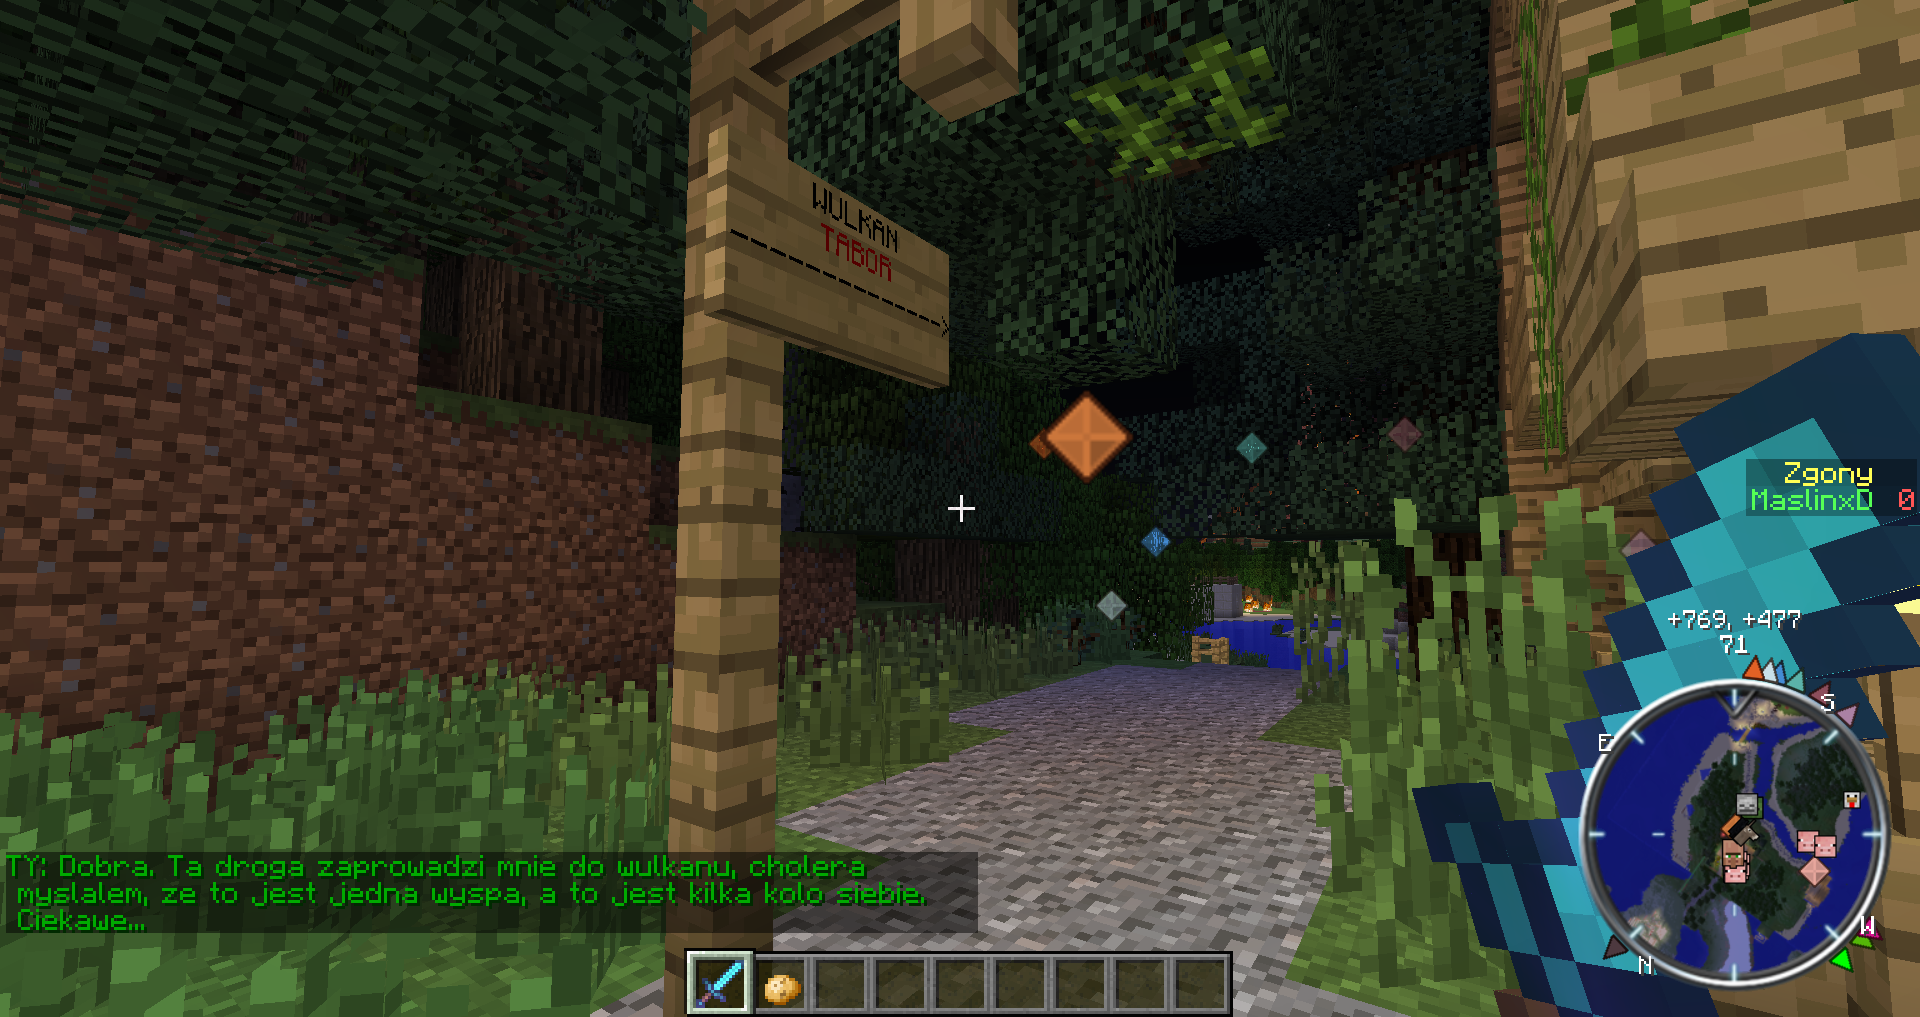 WULKAN
TABOR
---------->
Zgony
MaslinxD 0
+769, +477
71
S
E
W
N
TY: Dobra. Ta droga zaprowadzi mnie do wulkanu, cholera
myslalem, ze to jest jedna wyspa, a to jest kilka kolo siebie.
Ciekawe...